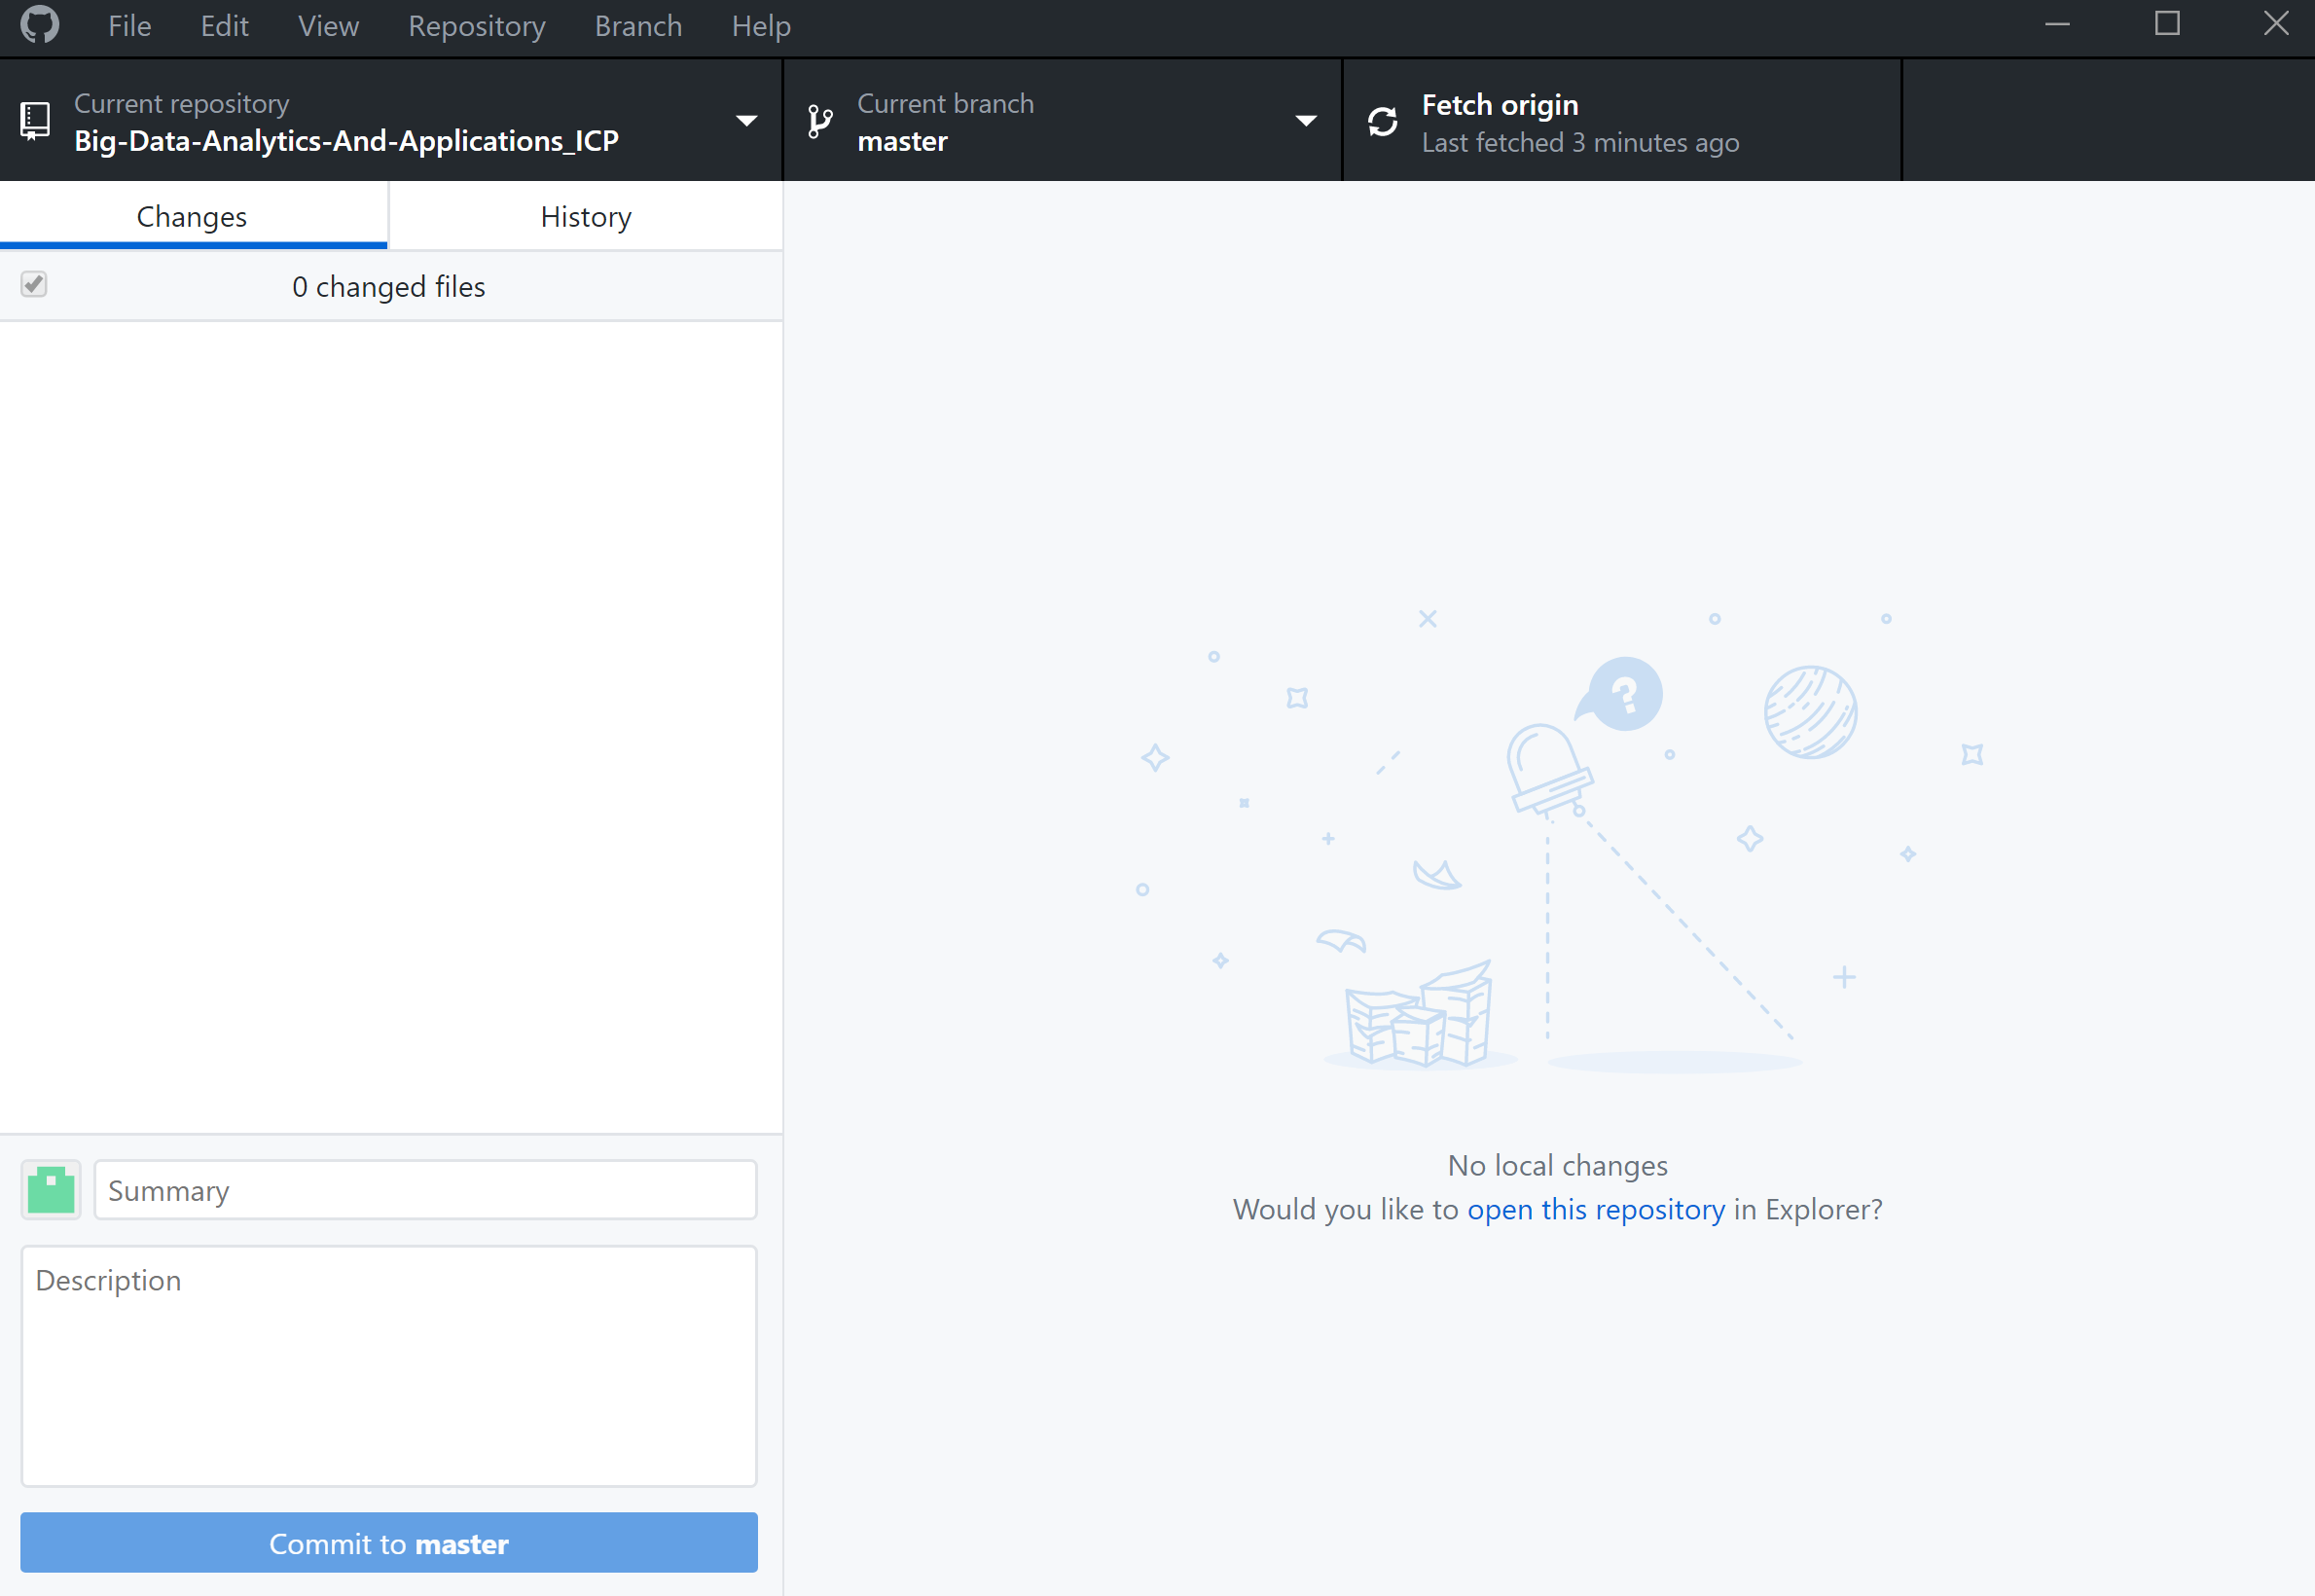 File Edit View Repository Branch Help
Current repository
Big-Data-Analytics-And-Applications_ICP
Current branch
master
Fetch origin
Last fetched 3 minutes ago
Changes
History
0 changed files
?
No local changes
Would you like to open this repository in Explorer?
Summary
Description
Commit to master